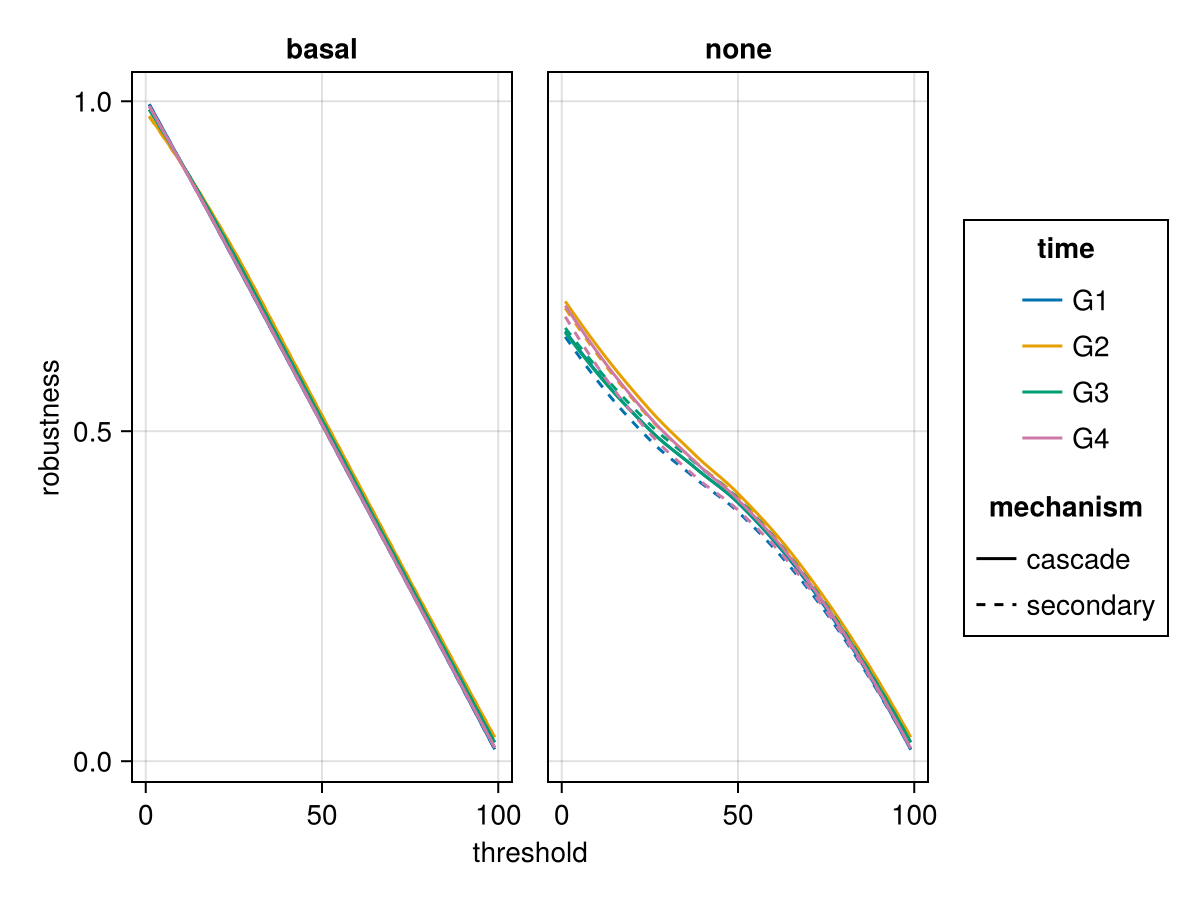 basal
none
1.0
0.5
0.0
robustness
0
50
100
0
50
100
threshold
time
G1
G2
G3
G4
mechanism
cascade
secondary